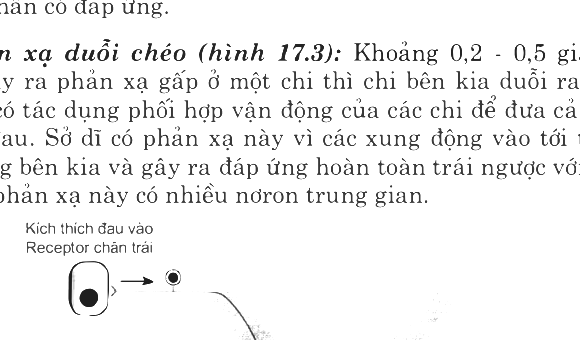 có đáp ứng.
xạ duỗi chéo (hình 17.3): Khoảng 0,2 - 0,5
ra phản xạ gấp ở một chi thì chi bên kia duỗi ra
có tác dụng phối hợp vận động của các chi để đưa cả
Sở dĩ có phản xạ này vì các xung động vào tới
bên kia và gây ra đáp ứng hoàn toàn trái ngược
phản xạ này có nhiều nơron trung gian.
Kích thích đau vào
Receptor chân trái